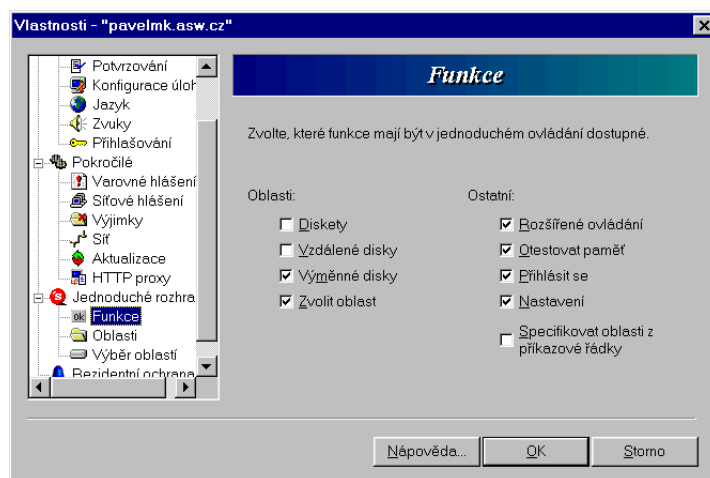 Vlastnosti - "pavelmk.asw.cz"
Potvrzování
Konfigurace úloh
Jazyk
Zvuky
Přihlašování
Pokročilé
Varovné hlášení
Síťové hlášení
Výjimky
Síť
Aktualizace
HTTP proxy
Jednoduché rozhra
ok Funkce
Oblasti
Výběr oblastí
Rezidentní ochrana
Funkce
Zvolte, které funkce mají být v jednoduchém ovládání dostupné.
Oblasti:
Diskety
Vzdálené disky
Výměnné disky
Zvolit oblast
Ostatní:
Rozšířené ovládání
Otestovat paměť
Přihlásit se
Nastavení
Specifikovat oblasti z
příkazové řádky
Nápověda...
OK
Storno